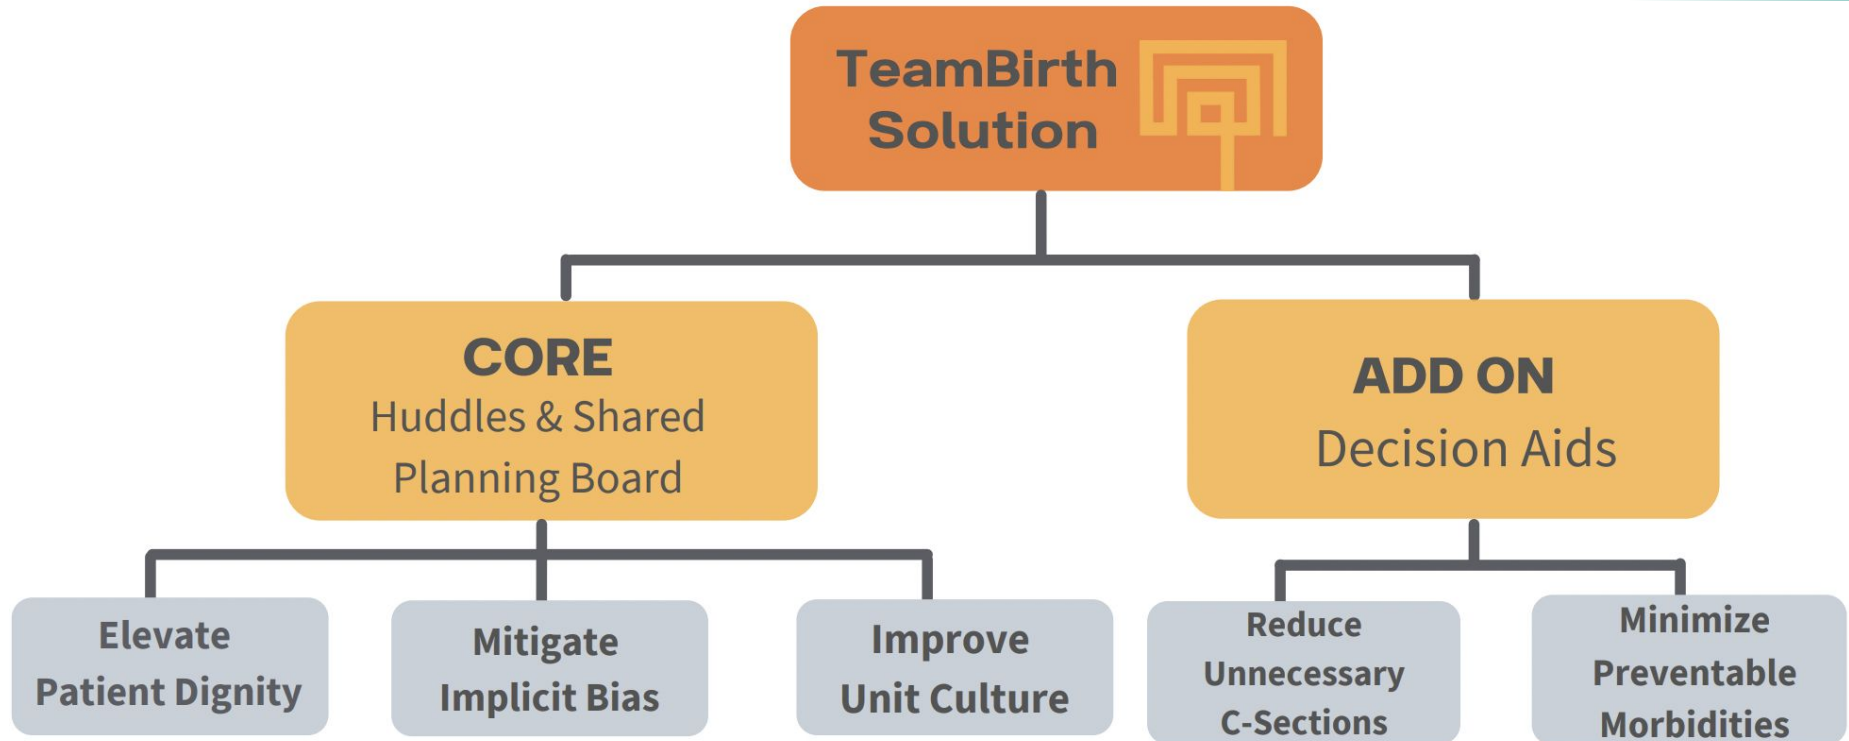 TeamBirth
Solution
CORE
Huddles & Shared
Planning Board
ADD ON
Decision Aids
Elevate
Patient Dignity
Mitigate
Implicit Bias
Improve
Unit Culture
Reduce
Unnecessary
C-Sections
Minimize
Preventable
Morbidities